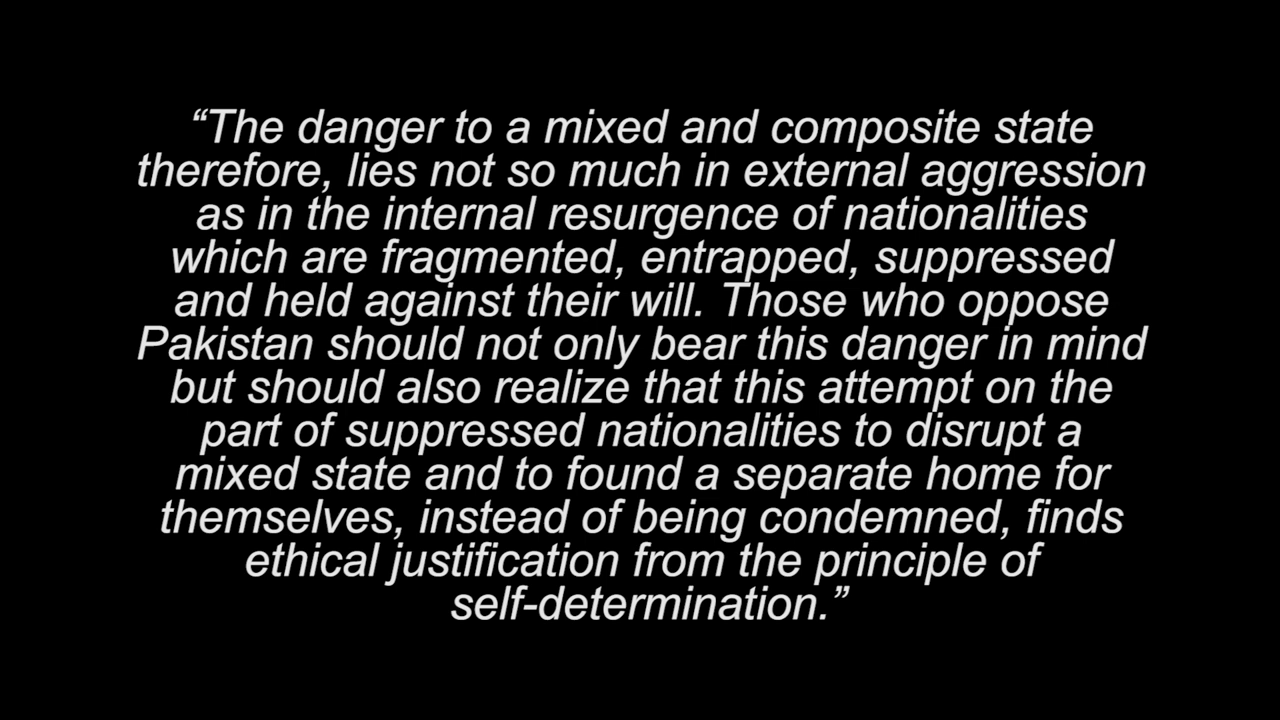 “The danger to a mixed and composite state
therefore, lies not so much in external aggression
as in the internal resurgence of nationalities
which are fragmented, entrapped, suppressed
and held against their will. Those who oppose
Pakistan should not only bear this danger in mind
but should also realize that this attempt on the
part of suppressed nationalities to disrupt a
mixed state and to found a separate home for
themselves, instead of being condemned, finds
ethical justification from the principle of
self-determination.”